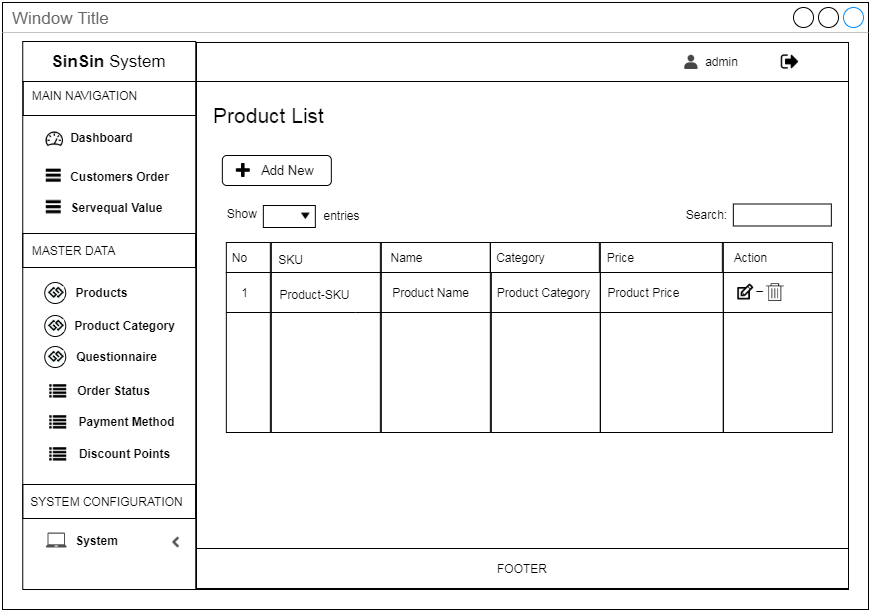 Window Title
SinSin System
admin
MAIN NAVIGATION
Dashboard
Customers Order
Servequal Value
MASTER DATA
Products
Product Category
Questionnaire
Order Status
Payment Method
Discount Points
SYSTEM CONFIGURATION
System
Product List
Add New
Show entries Search:
No SKU Name Category Price Action
1 Product-SKU Product Name Product Category Product Price –
FOOTER